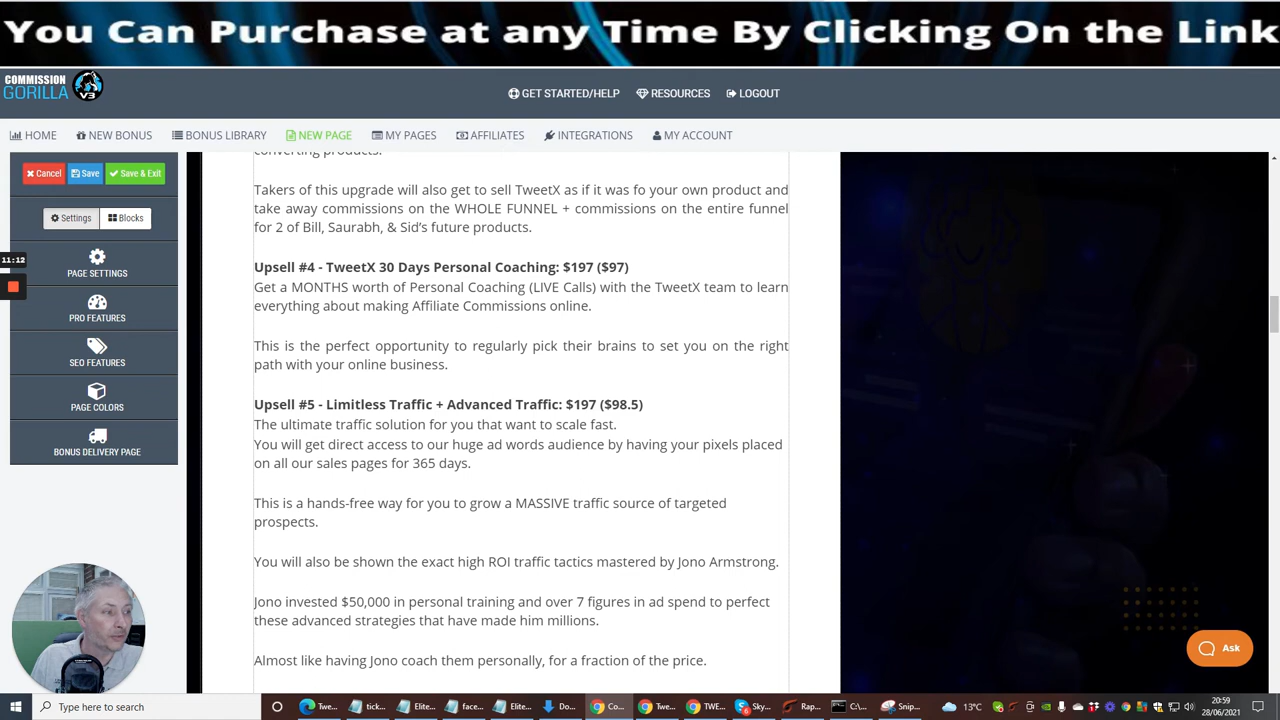 You Can Purchase at any Time By Clicking On the Link
COMMISSION
GORILLA V3
GET STARTED/HELP RESOURCES LOGOUT
HOME NEW BONUS BONUS LIBRARY NEW PAGE MY PAGES AFFILIATES INTEGRATIONS MY ACCOUNT
Cancel Save Save & Exit
Settings Blocks
11:12
PAGE SETTINGS
PRO FEATURES
SEO FEATURES
PAGE COLORS
BONUS DELIVERY PAGE
converting products.
Takers of this upgrade will also get to sell TweetX as if it was fo your own product and
take away commissions on the WHOLE FUNNEL + commissions on the entire funnel
for 2 of Bill, Saurabh, & Sid's future products.
Upsell #4 - TweetX 30 Days Personal Coaching: $197 ($97)
Get a MONTHS worth of Personal Coaching (LIVE Calls) with the TweetX team to learn
everything about making Affiliate Commissions online.
This is the perfect opportunity to regularly pick their brains to set you on the right
path with your online business.
Upsell #5 - Limitless Traffic + Advanced Traffic: $197 ($98.5)
The ultimate traffic solution for you that want to scale fast.
You will get direct access to our huge ad words audience by having your pixels placed
on all our sales pages for 365 days.
This is a hands-free way for you to grow a MASSIVE traffic source of targeted
prospects.
You will also be shown the exact high ROI traffic tactics mastered by Jono Armstrong.
Jono invested $50,000 in personal training and over 7 figures in ad spend to perfect
these advanced strategies that have made him millions.
Almost like having Jono coach them personally, for a fraction of the price.
Ask
Type here to search
Twe... tick... Elite... face... Elite... Do... Co... Twe... TWE... Sky... Rap... C:\... Snip...
13°C
20:59
28/06/2021